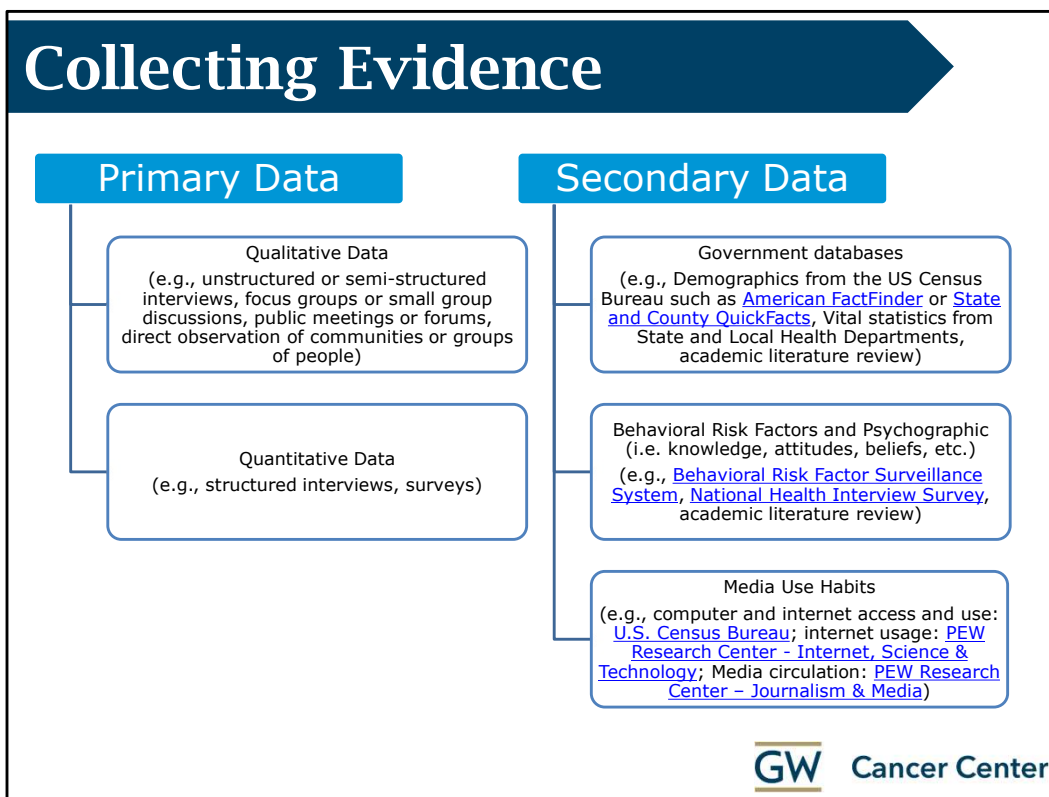 Collecting Evidence
Primary Data
Qualitative Data
(e.g., unstructured or semi-structured
interviews, focus groups or small group
discussions, public meetings or forums,
direct observation of communities or groups
of people)
Quantitative Data
(e.g., structured interviews, surveys)
Secondary Data
Government databases
(e.g., Demographics from the US Census
Bureau such as American FactFinder or State
and County QuickFacts, Vital statistics from
State and Local Health Departments,
academic literature review)
Behavioral Risk Factors and Psychographic
(i.e. knowledge, attitudes, beliefs, etc.)
(e.g., Behavioral Risk Factor Surveillance
System, National Health Interview Survey,
academic literature review)
Media Use Habits
(e.g., computer and internet access and use:
U.S. Census Bureau; internet usage: PEW
Research Center - Internet, Science &
Technology; Media circulation: PEW Research
Center – Journalism & Media)
GW Cancer Center